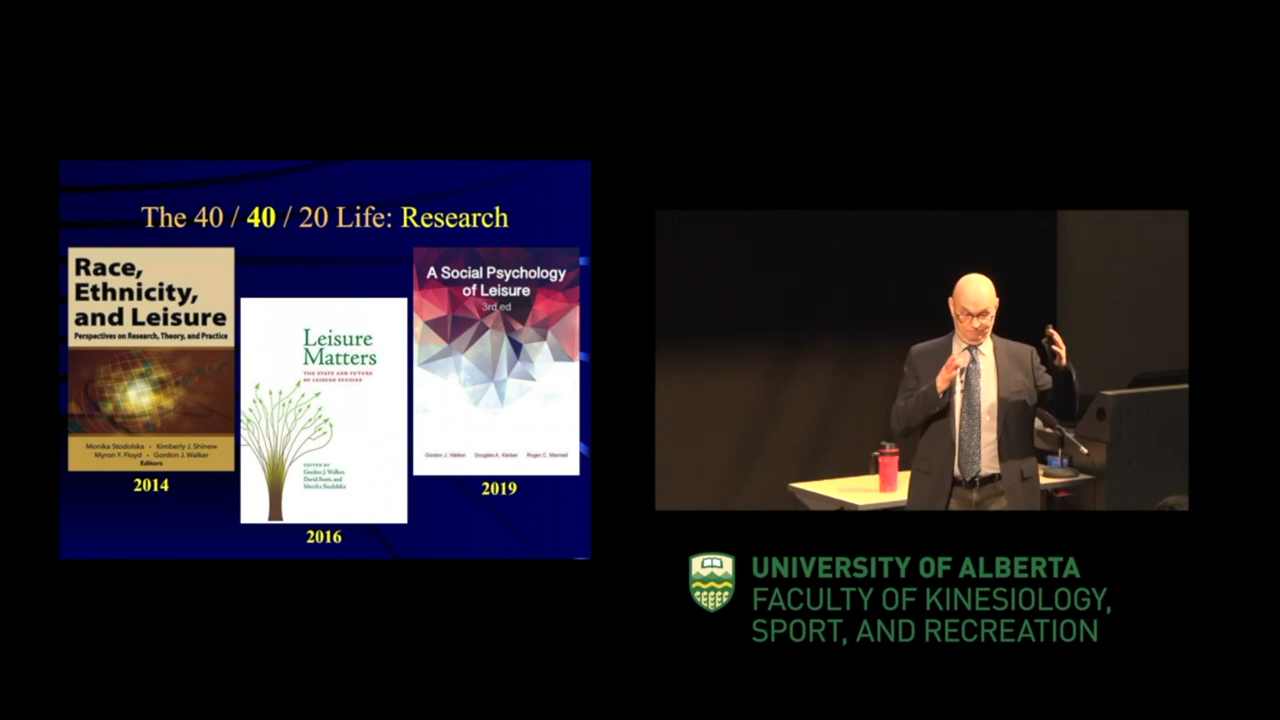 The 40 / 40 / 20 Life: Research
Race,
Ethnicity,
and Leisure
Perspectives on Research, Theory, and Practice
Monika Stodolska • Kimberly J. Shinew
Myron F. Floyd • Gordon J. Walker
Editors
2014
Leisure
Matters
THE STATE AND FUTURE
OF LEISURE STUDIES
EDITED BY
Gordon J. Walker,
David Scott, and
Monika Stodolska
2016
A Social Psychology
of Leisure
3rd ed
Gordon J. Walker Douglas A. Kleiber Roger C. Mannell
2019
UNIVERSITY OF ALBERTA
FACULTY OF KINESIOLOGY,
SPORT, AND RECREATION